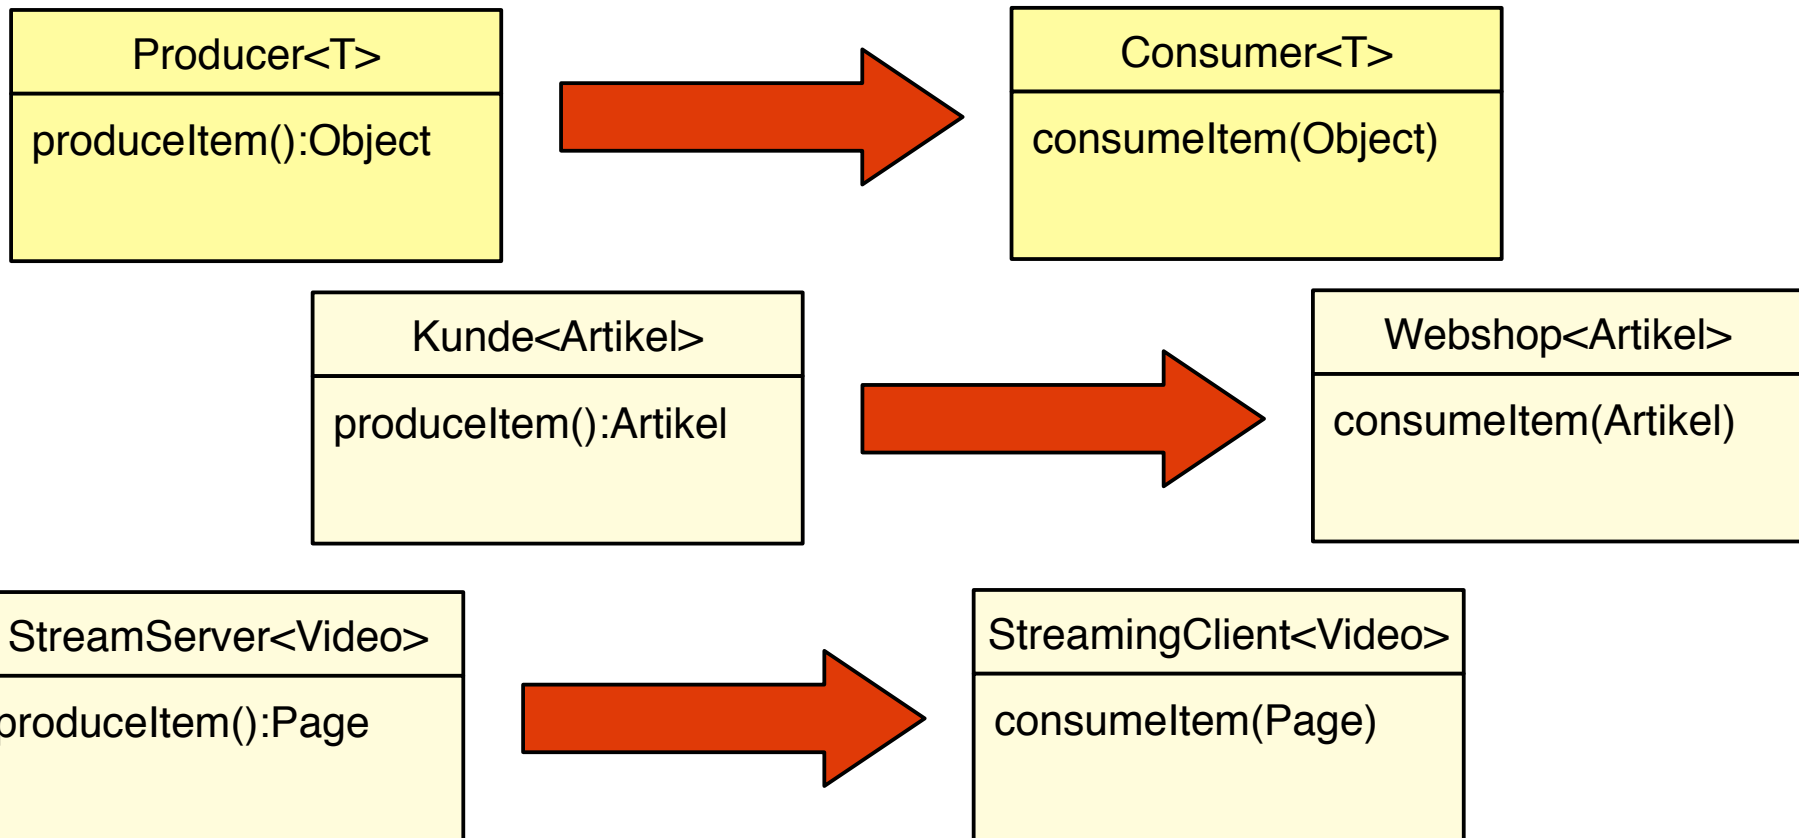 Producer<T>
produceItem():Object
Consumer<T>
consumeItem(Object)
Kunde<Artikel>
produceItem():Artikel
Webshop<Artikel>
consumeItem(Artikel)
StreamServer<Video>
produceItem():Page
StreamingClient<Video>
consumeItem(Page)